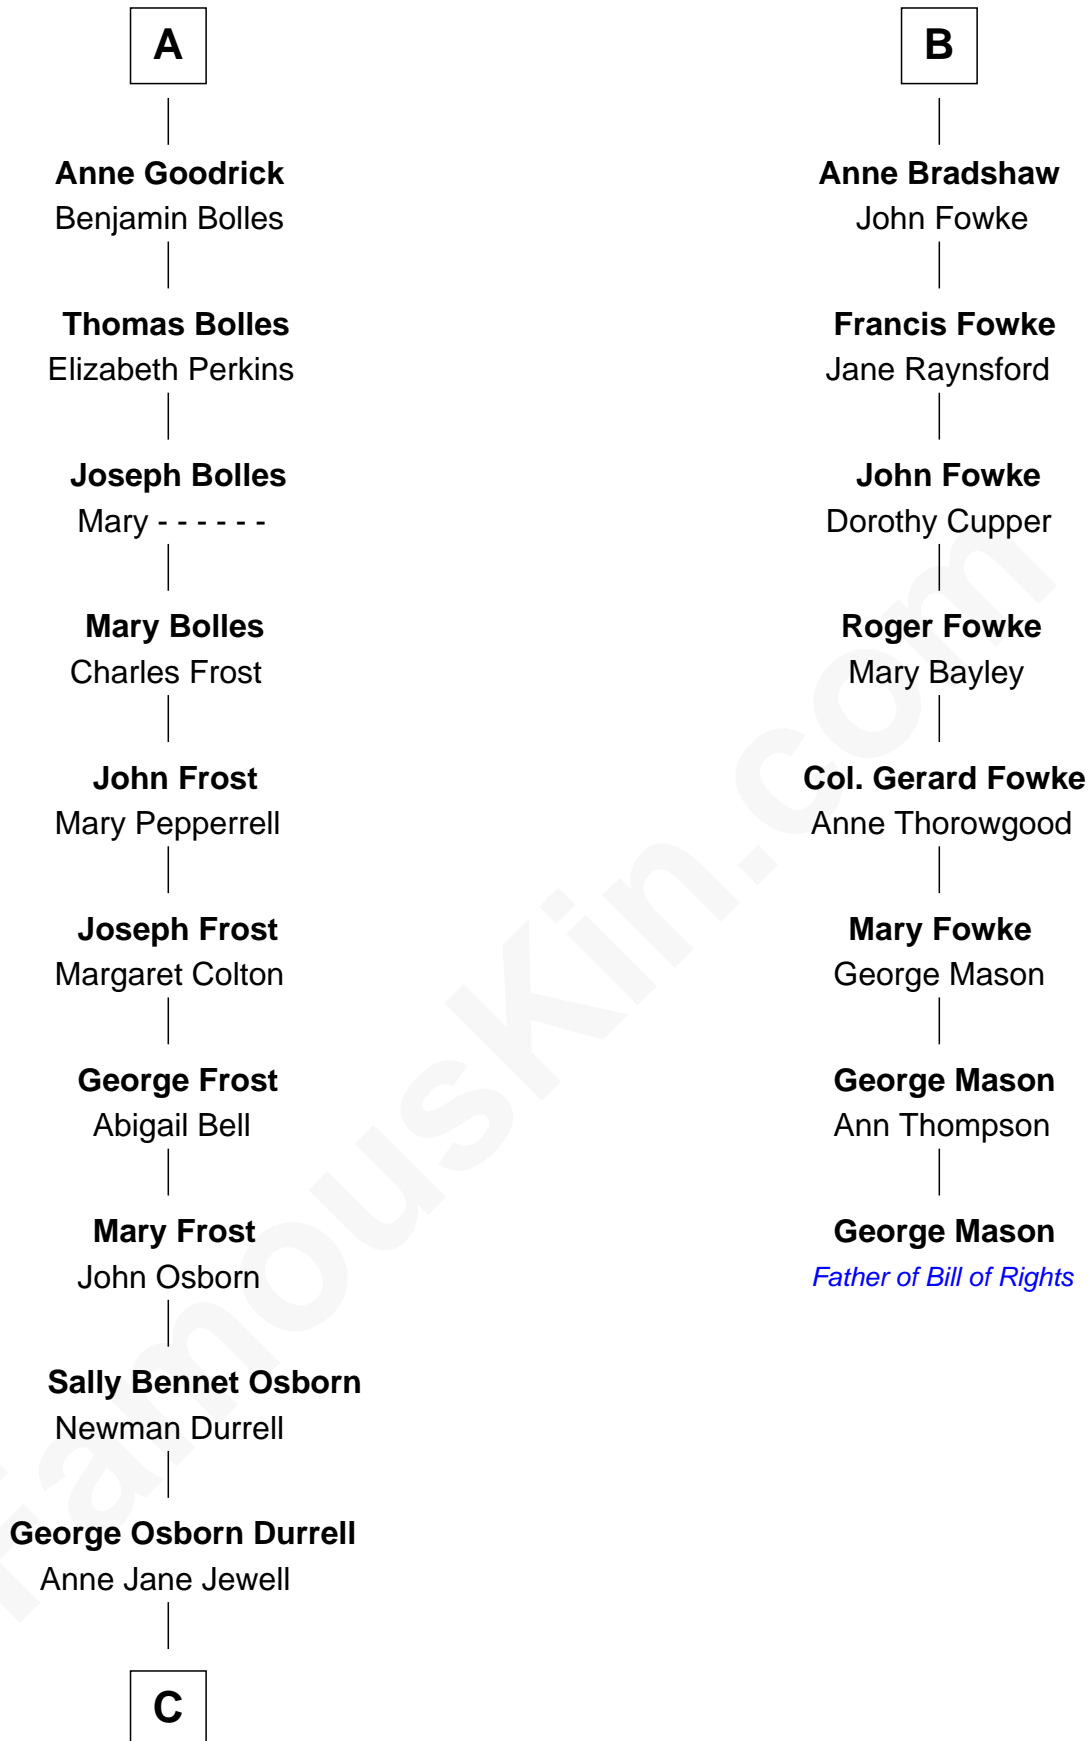 A
Anne Goodrick
Benjamin Bolles
Thomas Bolles
Elizabeth Perkins
Joseph Bolles
Mary - - - - - -
Mary Bolles
Charles Frost
John Frost
Mary Pepperrell
Joseph Frost
Margaret Colton
George Frost
Abigail Bell
Mary Frost
John Osborn
Sally Bennet Osborn
Newman Durrell
George Osborn Durrell
Anne Jane Jewell
C
B
Anne Bradshaw
John Fowke
Francis Fowke
Jane Raynsford
John Fowke
Dorothy Cupper
Roger Fowke
Mary Bayley
Col. Gerard Fowke
Anne Thorowgood
Mary Fowke
George Mason
George Mason
Ann Thompson
George Mason
Father of Bill of Rights
FamousKin.com